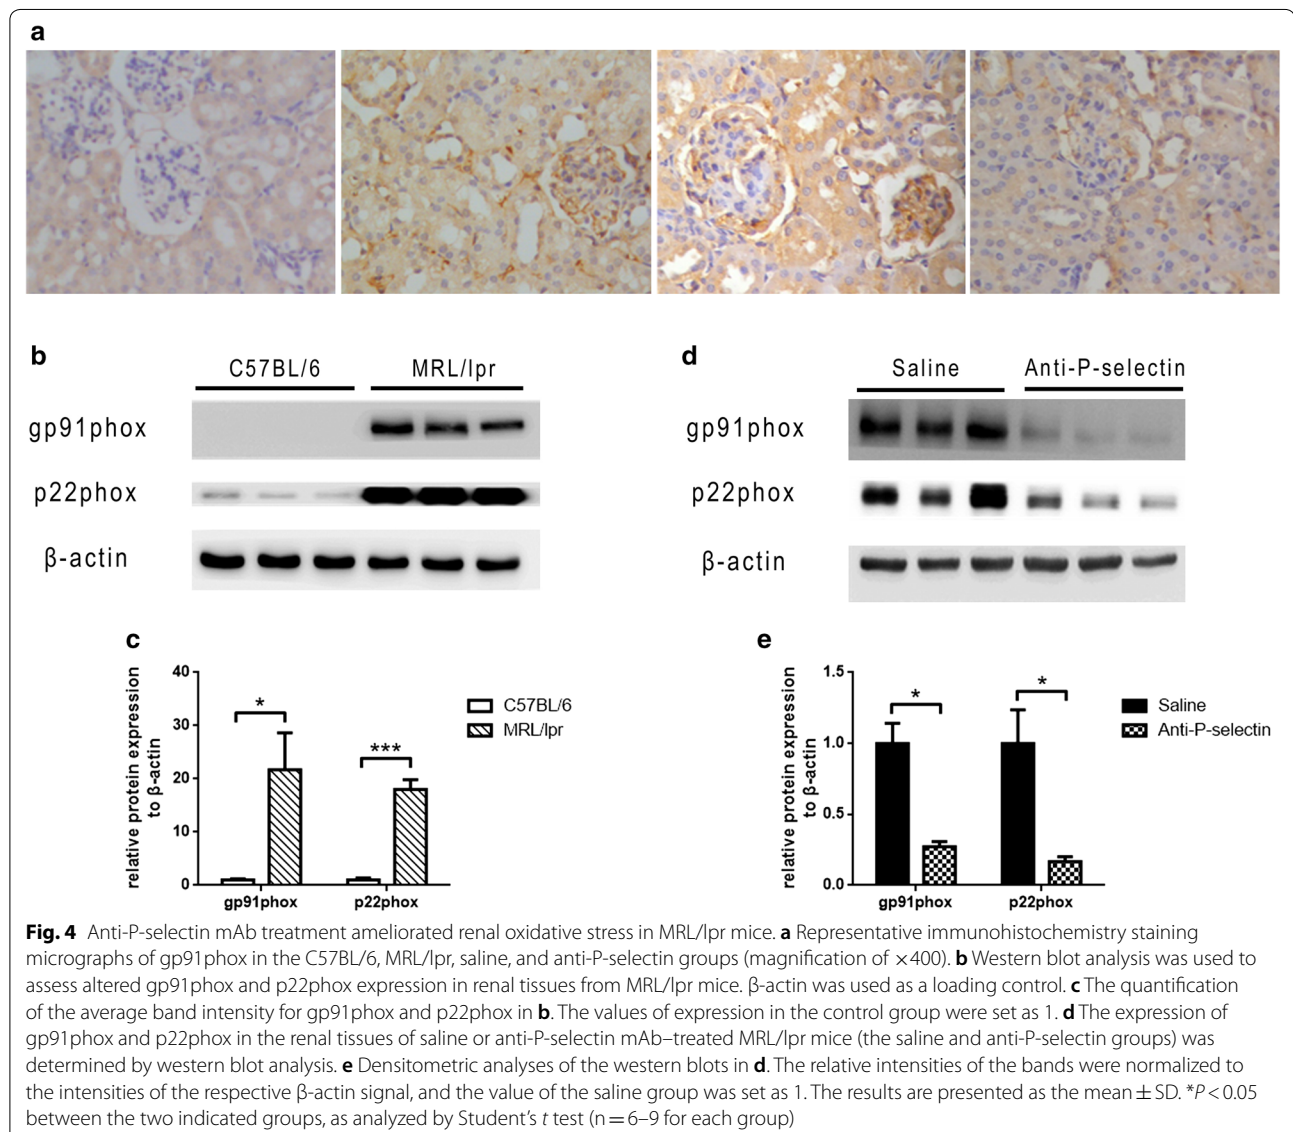 a
b
C57BL/6 MRL/lpr
gp91phox
p22phox
β-actin
d
Saline Anti-P-selectin
gp91phox
p22phox
β-actin
c
relative protein expression
to β-actin
40
30
20
10
0
*
***
gp91phox p22phox
C57BL/6
MRL/lpr
e
relative protein expression
to β-actin
1.5
1.0
0.5
0.0
*
*
gp91phox p22phox
Saline
Anti-P-selectin
Fig. 4 Anti-P-selectin mAb treatment ameliorated renal oxidative stress in MRL/lpr mice. a Representative immunohistochemistry staining
micrographs of gp91phox in the C57BL/6, MRL/lpr, saline, and anti-P-selectin groups (magnification of ×400). b Western blot analysis was used to
assess altered gp91phox and p22phox expression in renal tissues from MRL/lpr mice. β-actin was used as a loading control. c The quantification
of the average band intensity for gp91phox and p22phox in b. The values of expression in the control group were set as 1. d The expression of
gp91phox and p22phox in the renal tissues of saline or anti-P-selectin mAb–treated MRL/lpr mice (the saline and anti-P-selectin groups) was
determined by western blot analysis. e Densitometric analyses of the western blots in d. The relative intensities of the bands were normalized to
the intensities of the respective β-actin signal, and the value of the saline group was set as 1. The results are presented as the mean ± SD. *P < 0.05
between the two indicated groups, as analyzed by Student's t test (n = 6–9 for each group)